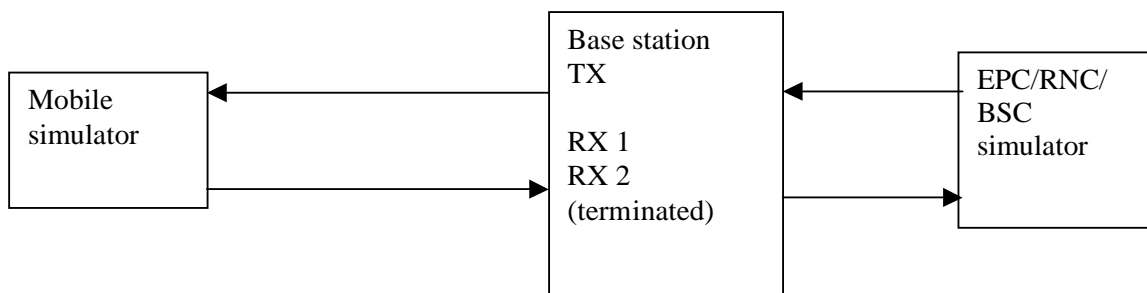 Mobile
simulator
Base station
TX
RX 1
RX 2
(terminated)
EPC/RNC/
BSC
simulator